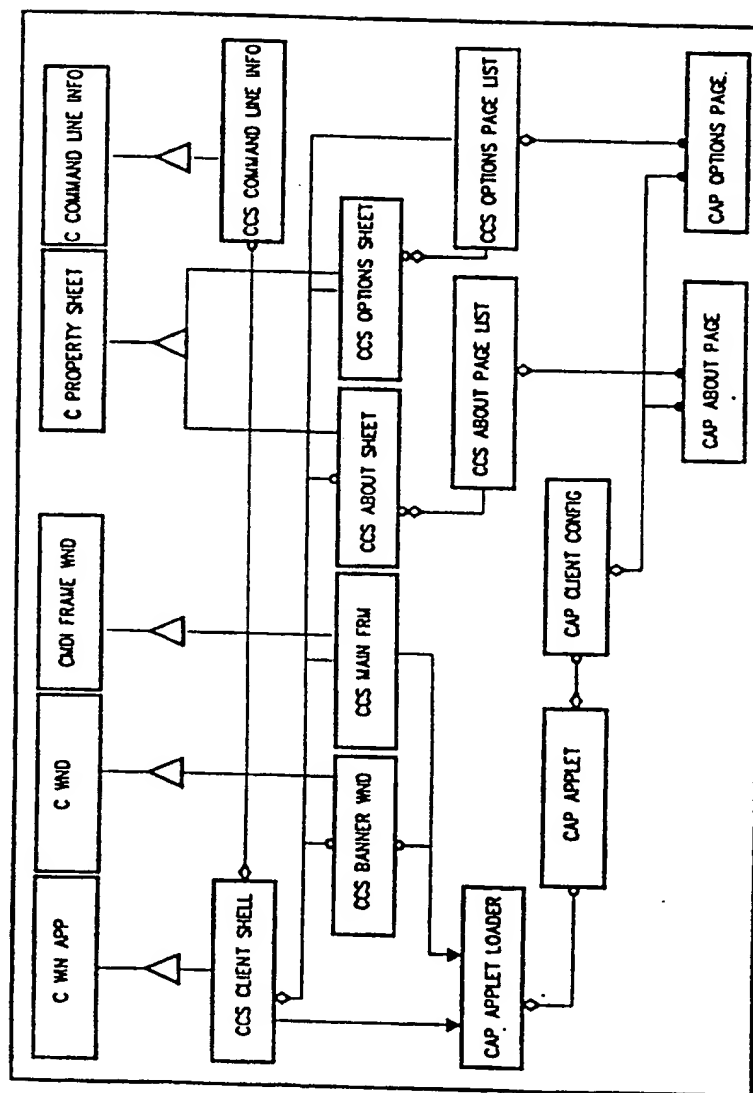 C WIN APP
C WND
CMDI FRAME WND
C PROPERTY SHEET
C COMMAND LINE INFO
CCS CLIENT SHELL
CCS COMMAND LINE INFO
CCS BANNER WND
CCS MAIN FRM
CCS ABOUT SHEET
CCS OPTIONS SHEET
CCS ABOUT PAGE LIST
CCS OPTIONS PAGE LIST
CAP APPLET LOADER
CAP APPLET
CAP CLIENT CONFIG
CAP ABOUT PAGE
CAP OPTIONS PAGE.